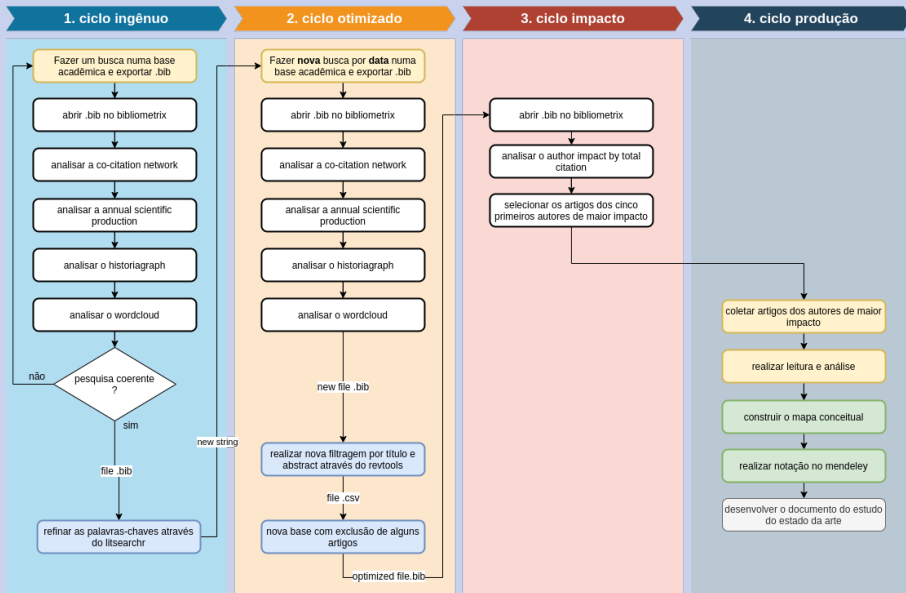 1. ciclo ingênuo
Fazer um busca numa base
acadêmica e exportar .bib
abrir .bib no bibliometrix
analisar a co-citation network
analisar a annual scientific
production
analisar o historiagraph
analisar o wordcloud
pesquisa coerente
?
não
sim
file .bib
refinar as palavras-chaves através
do litsearchr
new string
2. ciclo otimizado
Fazer nova busca por data numa
base acadêmica e exportar .bib
abrir .bib no bibliometrix
analisar a co-citation network
analisar a annual scientific
production
analisar o historiagraph
analisar o wordcloud
new file .bib
realizar nova filtragem por título e
abstract através do revtools
file .csv
nova base com exclusão de alguns
artigos
optimized file.bib
3. ciclo impacto
abrir .bib no bibliometrix
analisar o author impact by total
citation
selecionar os artigos dos cinco
primeiros autores de maior impacto
4. ciclo produção
coletar artigos dos autores de maior
impacto
realizar leitura e análise
construir o mapa conceitual
realizar notação no mendeley
desenvolver o documento do estudo
do estado da arte